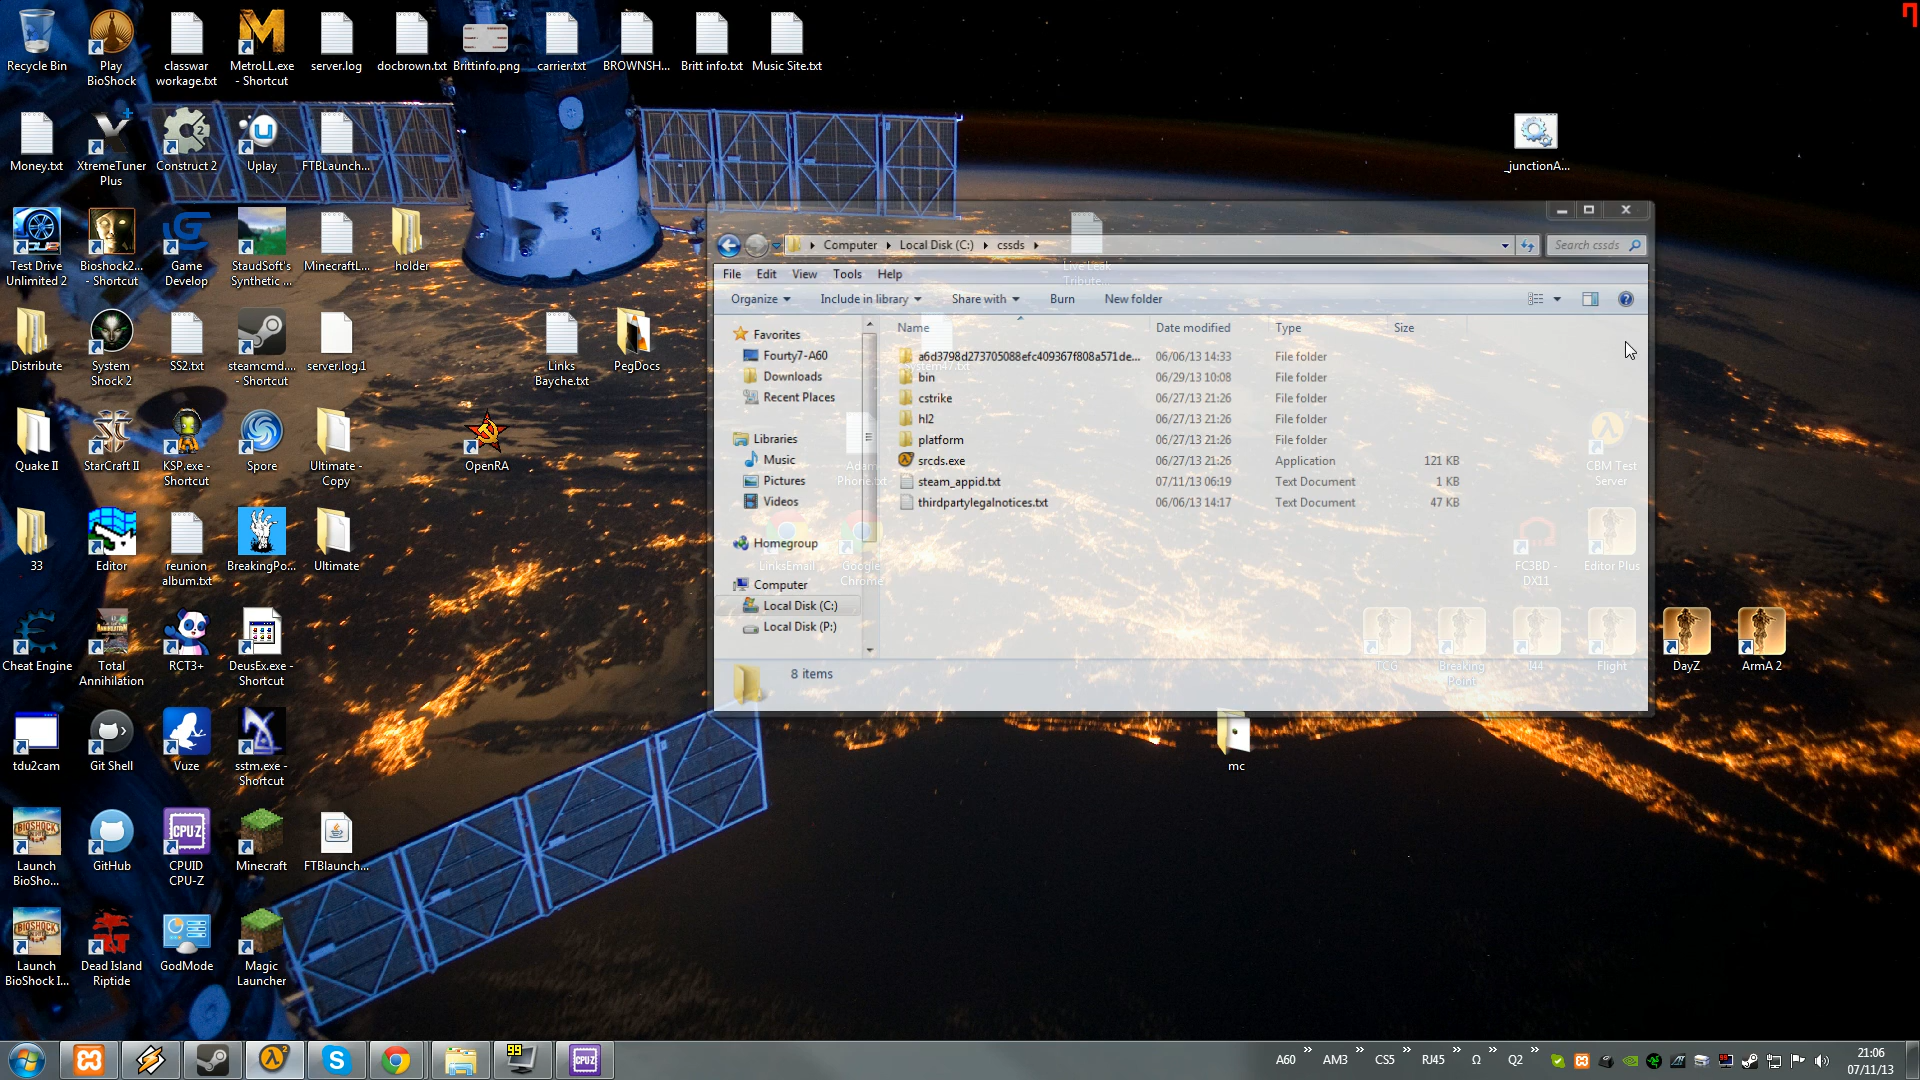 Recycle Bin
Play BioShock
classwar workage.txt
MetroLL.exe - Shortcut
server.log
docbrown.txt
Brittinfo.png
carrier.txt
BROWNSH...
Britt info.txt
Music Site.txt
Money.txt
XtremeTuner Plus
Construct 2
Uplay
FTBLaunch...
_junctionA...
Test Drive Unlimited 2
Bioshock2... - Shortcut
Game Develop
StaudSoft's Synthetic ...
MinecraftL...
holder
Distribute
System Shock 2
SS2.txt
steamcmd.... - Shortcut
server.log.1
Links Bayche.txt
PegDocs
Quake II
StarCraft II
KSP.exe - Shortcut
Spore
Ultimate - Copy
OpenRA
33
Editor
reunion album.txt
BreakingPo...
Ultimate
Cheat Engine
Total Annihilation
RCT3+
DeusEx.exe - Shortcut
tdu2cam
Git Shell
Vuze
sstm.exe - Shortcut
Launch BioSho...
GitHub
CPUID CPU-Z
Minecraft
FTBlaunch...
Launch BioShock I...
Dead Island Riptide
GodMode
Magic Launcher
Computer Local Disk (C:) cssds
Search cssds
Live Leak Tribute...
File Edit View Tools Help
Organize Include in library Share with Burn New folder
Name Date modified Type Size
Favorites
Fourty7-A60
Downloads
Recent Places
Libraries
Music
Pictures
Videos
Homegroup
Computer
Local Disk (C:)
Local Disk (P:)
a6d3798d273705088efc409367f808a571de... 06/06/13 14:33 File folder
System47.txt
bin 06/29/13 10:08 File folder
cstrike 06/27/13 21:26 File folder
hl2 06/27/13 21:26 File folder
platform 06/27/13 21:26 File folder
srcds.exe 06/27/13 21:26 Application 121 KB
steam_appid.txt 07/11/13 06:19 Text Document 1 KB
thirdpartylegalnotices.txt 06/06/13 14:17 Text Document 47 KB
Adam Phone.txt
LinksEmail
Google Chrome
CBM Test Server
FC3BD - DX11
Editor Plus
TCG
Breaking Point
I44
Flight
DayZ
ArmA 2
8 items
mc
A60 AM3 CS5 RJ45 Ω Q2
21:06
07/11/13